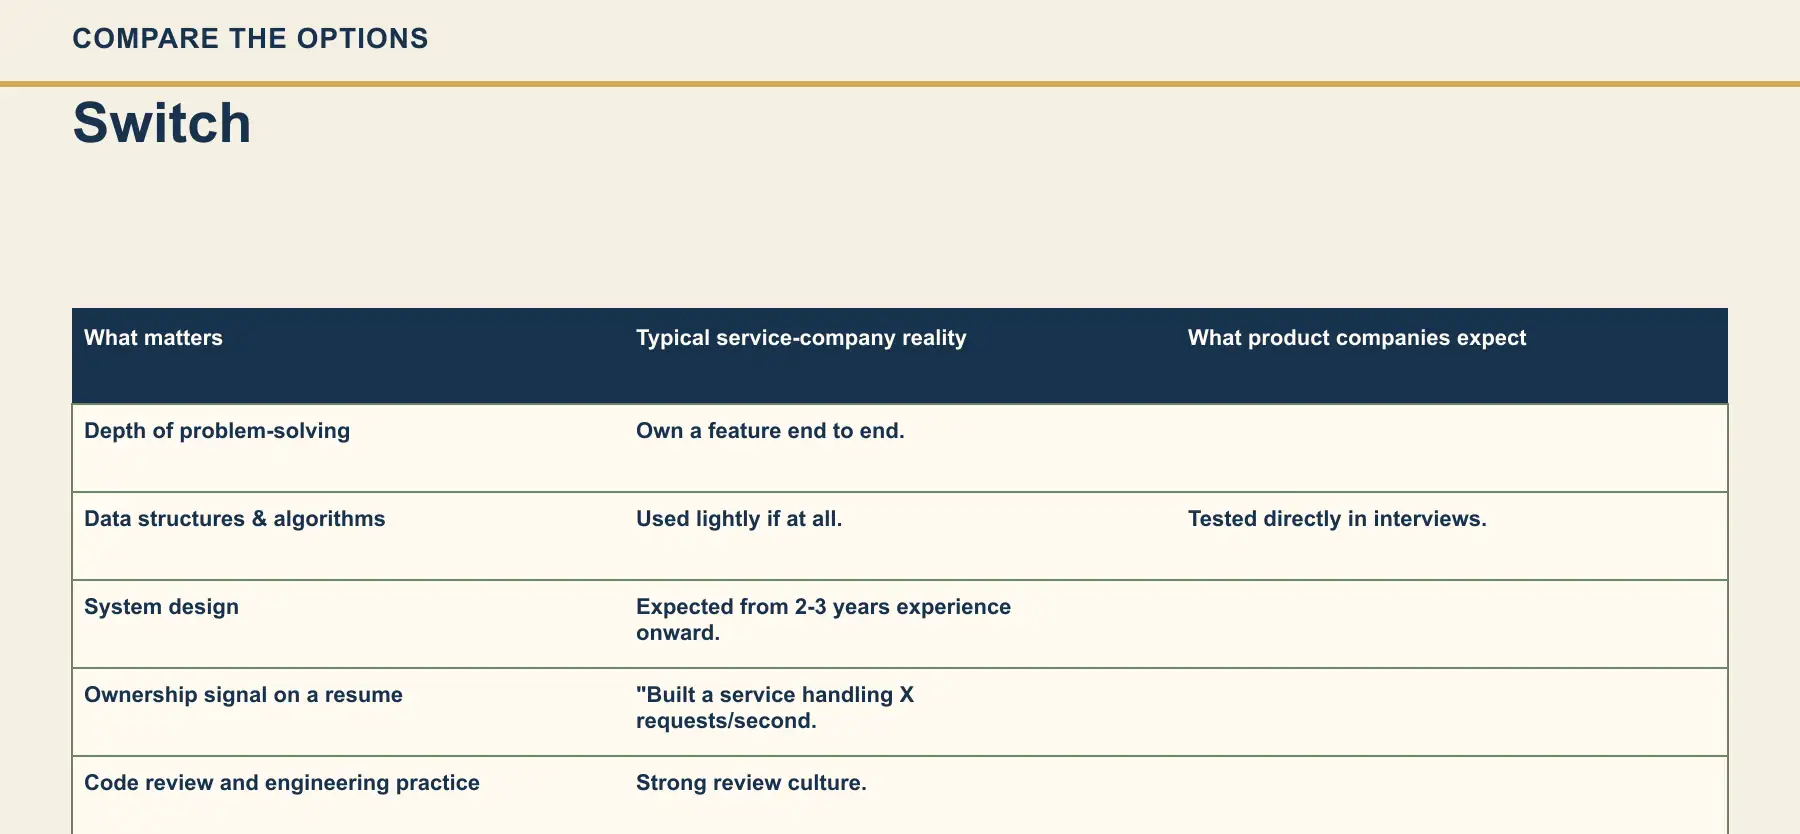 COMPARE THE OPTIONS
Switch
What matters
Typical service-company reality
What product companies expect
Depth of problem-solving
Own a feature end to end.
Data structures & algorithms
Used lightly if at all.
Tested directly in interviews.
System design
Expected from 2-3 years experience
onward.
Ownership signal on a resume
"Built a service handling X
requests/second.
Code review and engineering practice
Strong review culture.